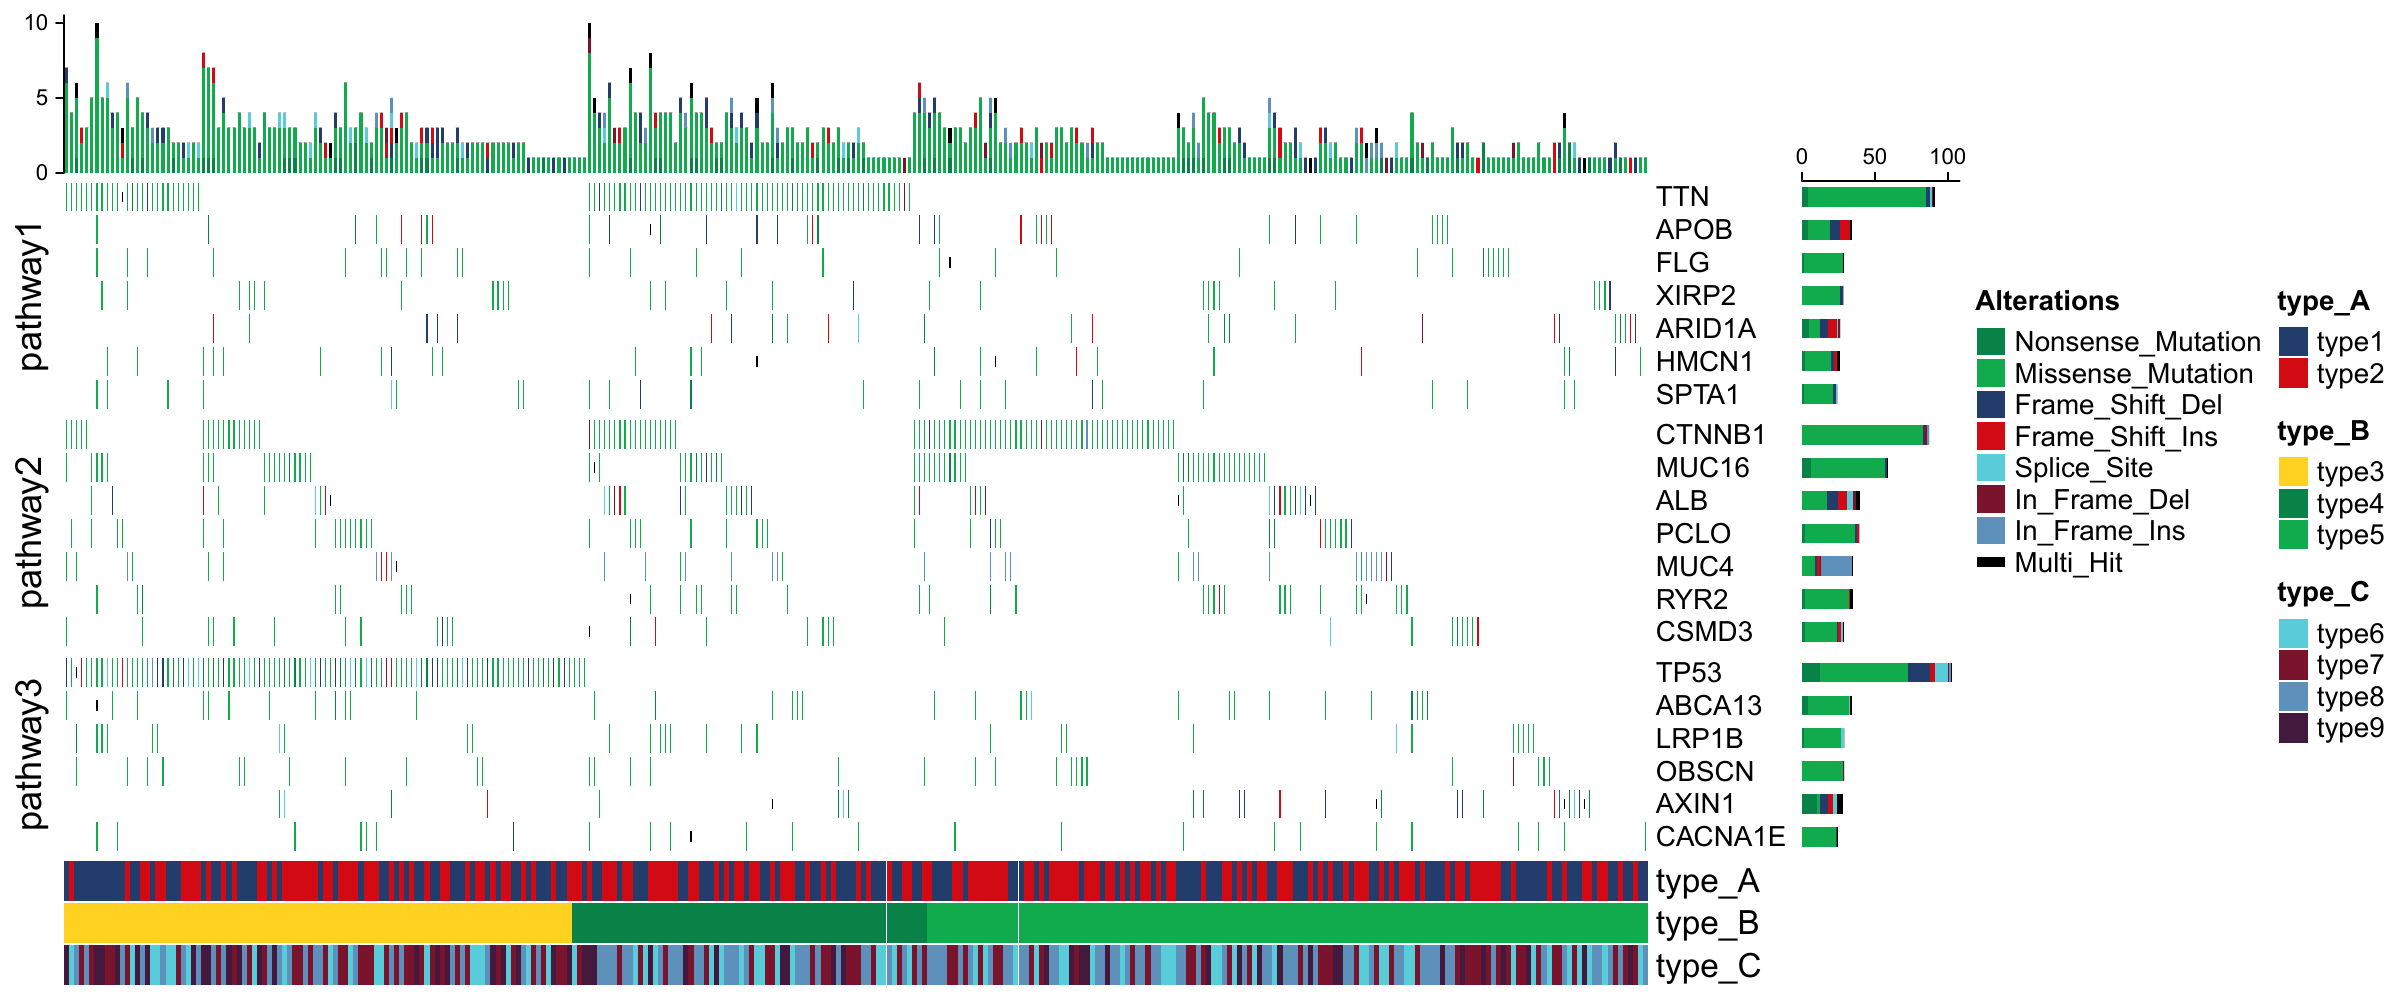 10
5
0
0 50 100
pathway1
TTN
APOB
FLG
XIRP2
ARID1A
HMCN1
SPTA1
pathway2
CTNNB1
MUC16
ALB
PCLO
MUC4
RYR2
CSMD3
pathway3
TP53
ABCA13
LRP1B
OBSCN
AXIN1
CACNA1E
type_A
type_B
type_C
Alterations
Nonsense_Mutation
Missense_Mutation
Frame_Shift_Del
Frame_Shift_Ins
Splice_Site
In_Frame_Del
In_Frame_Ins
Multi_Hit
type_A
type1
type2
type_B
type3
type4
type5
type_C
type6
type7
type8
type9